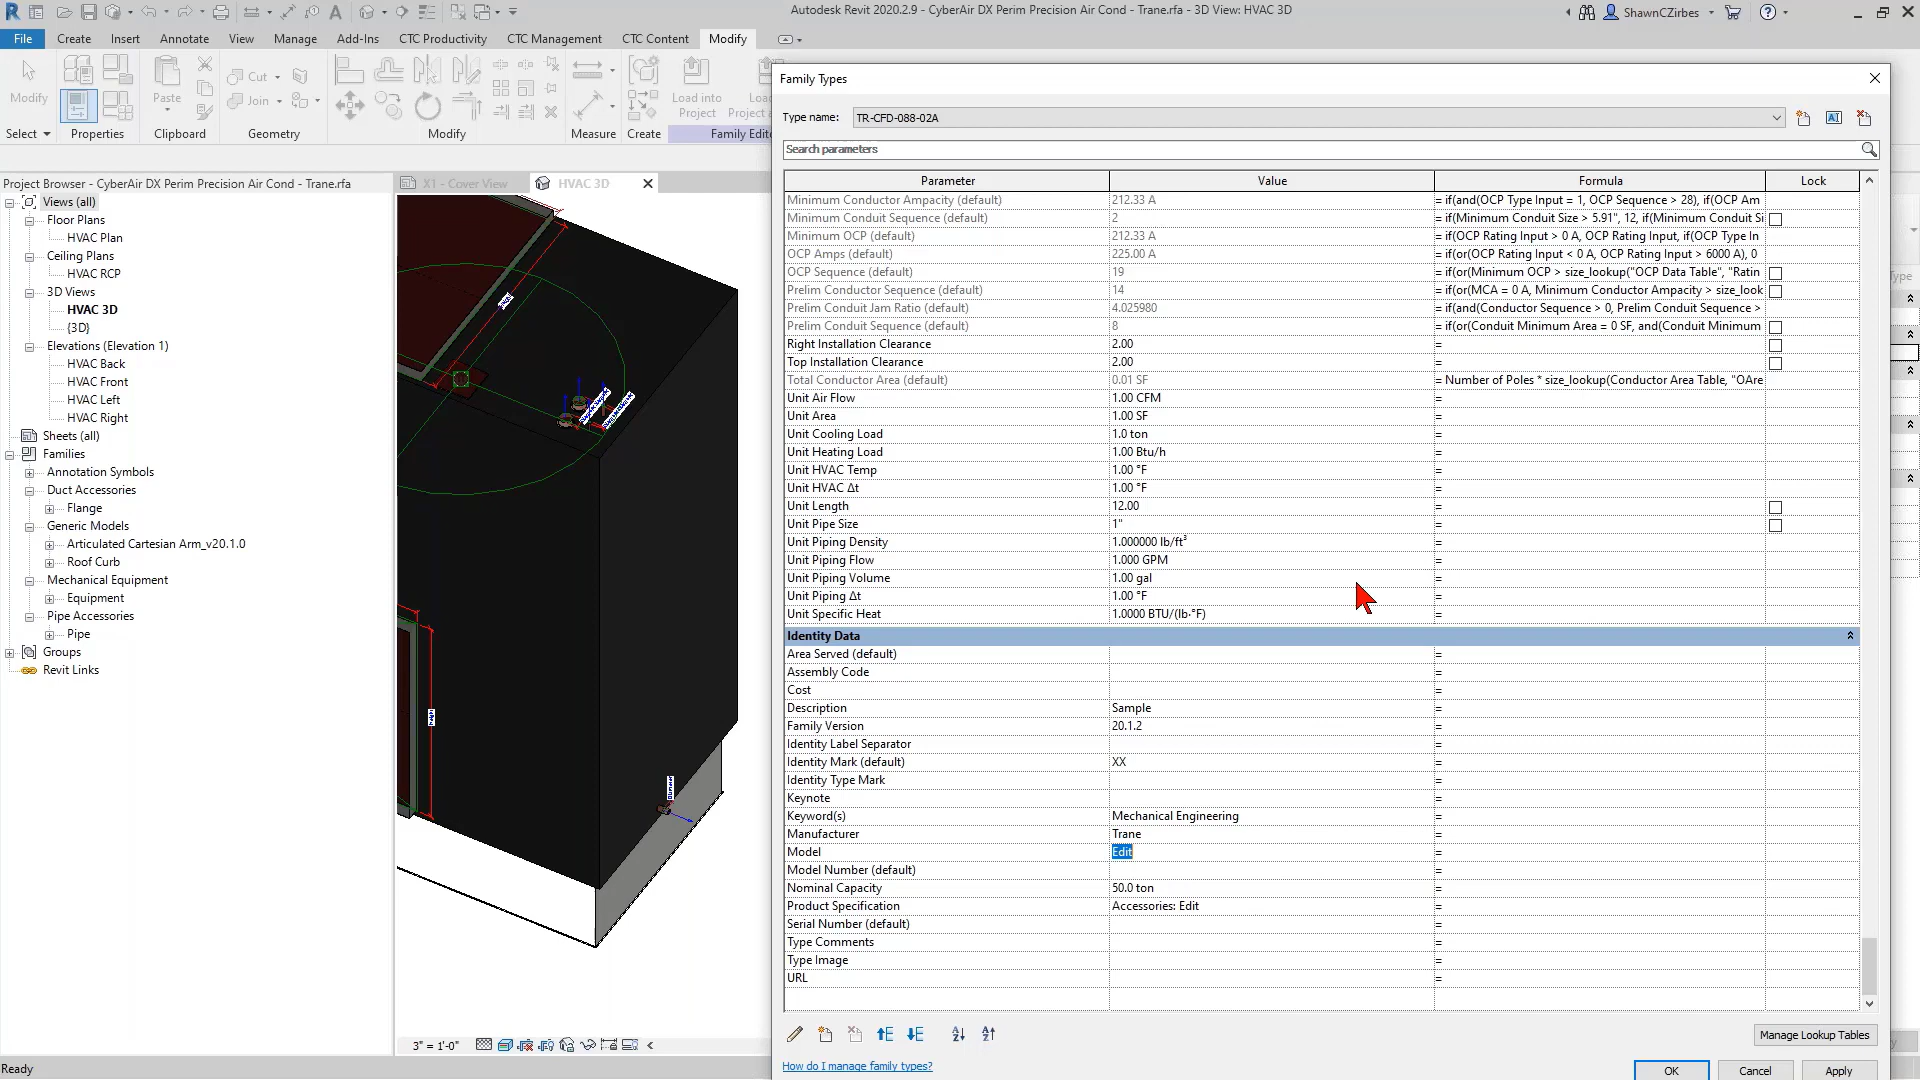 Autodesk Revit 2020.2.9 - CyberAir DX Perim Precision Air Cond - Trane.rfa - 3D View: HVAC 3D
ShawnCZirbes
File Create Insert Annotate View Manage Add-Ins CTC Productivity CTC Management CTC Content Modify
Modify
Paste
Cut
Join
Load into Project
Select Properties Geometry Modify Measure Create Family Edit
Project Browser - CyberAir DX Perim Precision Air Cond - Trane.rfa
X1 - Cover View
HVAC 3D
Views (all)
Floor Plans
HVAC Plan
Ceiling Plans
HVAC RCP
3D Views
HVAC 3D
{3D}
Elevations (Elevation 1)
HVAC Back
HVAC Front
HVAC Left
HVAC Right
Sheets (all)
Families
Annotation Symbols
Duct Accessories
Flange
Generic Models
Articulated Cartesian Arm_v20.1.0
Roof Curb
Mechanical Equipment
Equipment
Pipe Accessories
Pipe
Groups
Revit Links
3" = 1'-0"
Ready
Family Types
Type name: TR-CFD-088-02A
Search parameters
Parameter Value Formula Lock
Minimum Conductor Ampacity (default) 212.33 A = if(and(OCP Type Input = 1, OCP Sequence > 28), if(OCP Am
Minimum Conduit Sequence (default) 2 = if(Minimum Conduit Size > 5.91", 12, if(Minimum Conduit Si
Minimum OCP (default) 212.33 A = if(OCP Rating Input > 0 A, OCP Rating Input, if(OCP Type In
OCP Amps (default) 225.00 A = if(or(OCP Rating Input < 0 A, OCP Rating Input > 6000 A), 0
OCP Sequence (default) 19 = if(or(Minimum OCP > size_lookup("OCP Data Table", "Ratin
Prelim Conductor Sequence (default) 14 = if(or(MCA = 0 A, Minimum Conductor Ampacity > size_look
Prelim Conduit Jam Ratio (default) 4.025980 = if(and(Conductor Sequence > 0, Prelim Conduit Sequence >
Prelim Conduit Sequence (default) 8 = if(or(Conduit Minimum Area = 0 SF, and(Conduit Minimum
Right Installation Clearance 2.00 =
Top Installation Clearance 2.00 =
Total Conductor Area (default) 0.01 SF = Number of Poles * size_lookup(Conductor Area Table, "OAre
Unit Air Flow 1.00 CFM =
Unit Area 1.00 SF =
Unit Cooling Load 1.0 ton =
Unit Heating Load 1.00 Btu/h =
Unit HVAC Temp 1.00 °F =
Unit HVAC Δt 1.00 °F =
Unit Length 12.00 =
Unit Pipe Size 1" =
Unit Piping Density 1.000000 lb/ft³ =
Unit Piping Flow 1.000 GPM =
Unit Piping Volume 1.00 gal =
Unit Piping Δt 1.00 °F =
Unit Specific Heat 1.0000 BTU/(lb·°F) =
Identity Data
Area Served (default) =
Assembly Code =
Cost =
Description Sample =
Family Version 20.1.2 =
Identity Label Separator =
Identity Mark (default) XX =
Identity Type Mark =
Keynote =
Keyword(s) Mechanical Engineering =
Manufacturer Trane =
Model Edit =
Model Number (default) =
Nominal Capacity 50.0 ton =
Product Specification Accessories: Edit =
Serial Number (default) =
Type Comments =
Type Image =
URL =
Manage Lookup Tables
How do I manage family types?
OK Cancel Apply